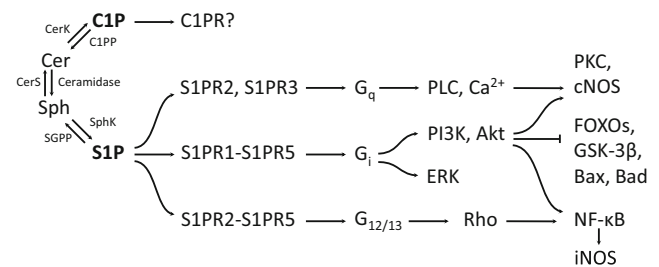 CerK
C1P
C1PR?
C1PP
Cer
CerS
Ceramidase
Sph
SphK
SGPP
S1P
S1PR2, S1PR3
Gq
PLC, Ca2+
PKC,
cNOS
S1PR1-S1PR5
Gi
PI3K, Akt
ERK
FOXOs,
GSK-3β,
Bax, Bad
S1PR2-S1PR5
G12/13
Rho
NF-κB
iNOS